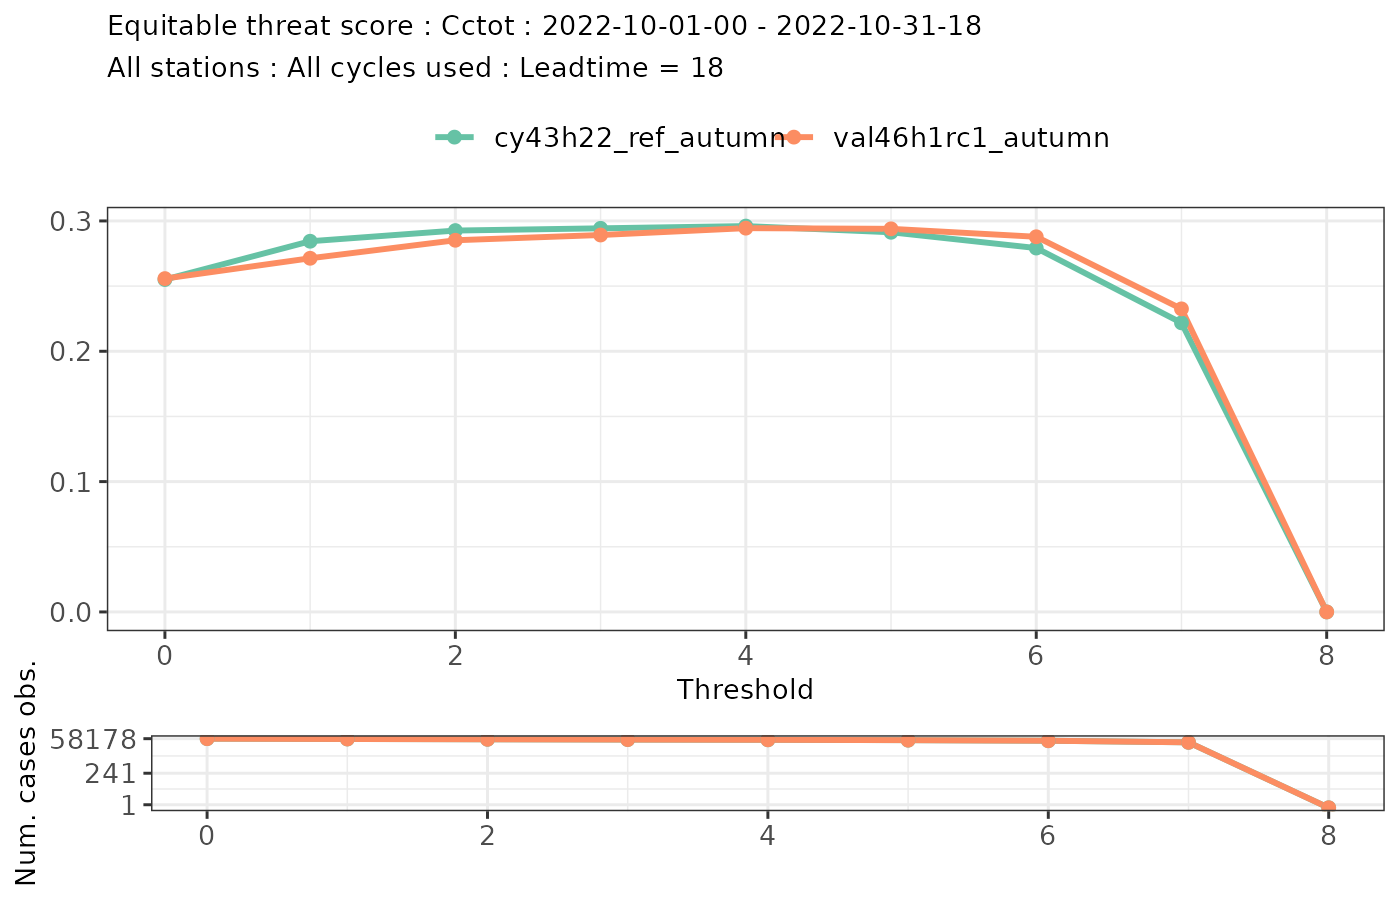 Equitable threat score : Cctot : 2022-10-01-00 - 2022-10-31-18
All stations : All cycles used : Leadtime = 18
cy43h22_ref_autumn val46h1rc1_autumn
0.3
0.2
0.1
0.0
0 2 4 6 8
Threshold
Num. cases obs.
58178
241
1
0 2 4 6 8